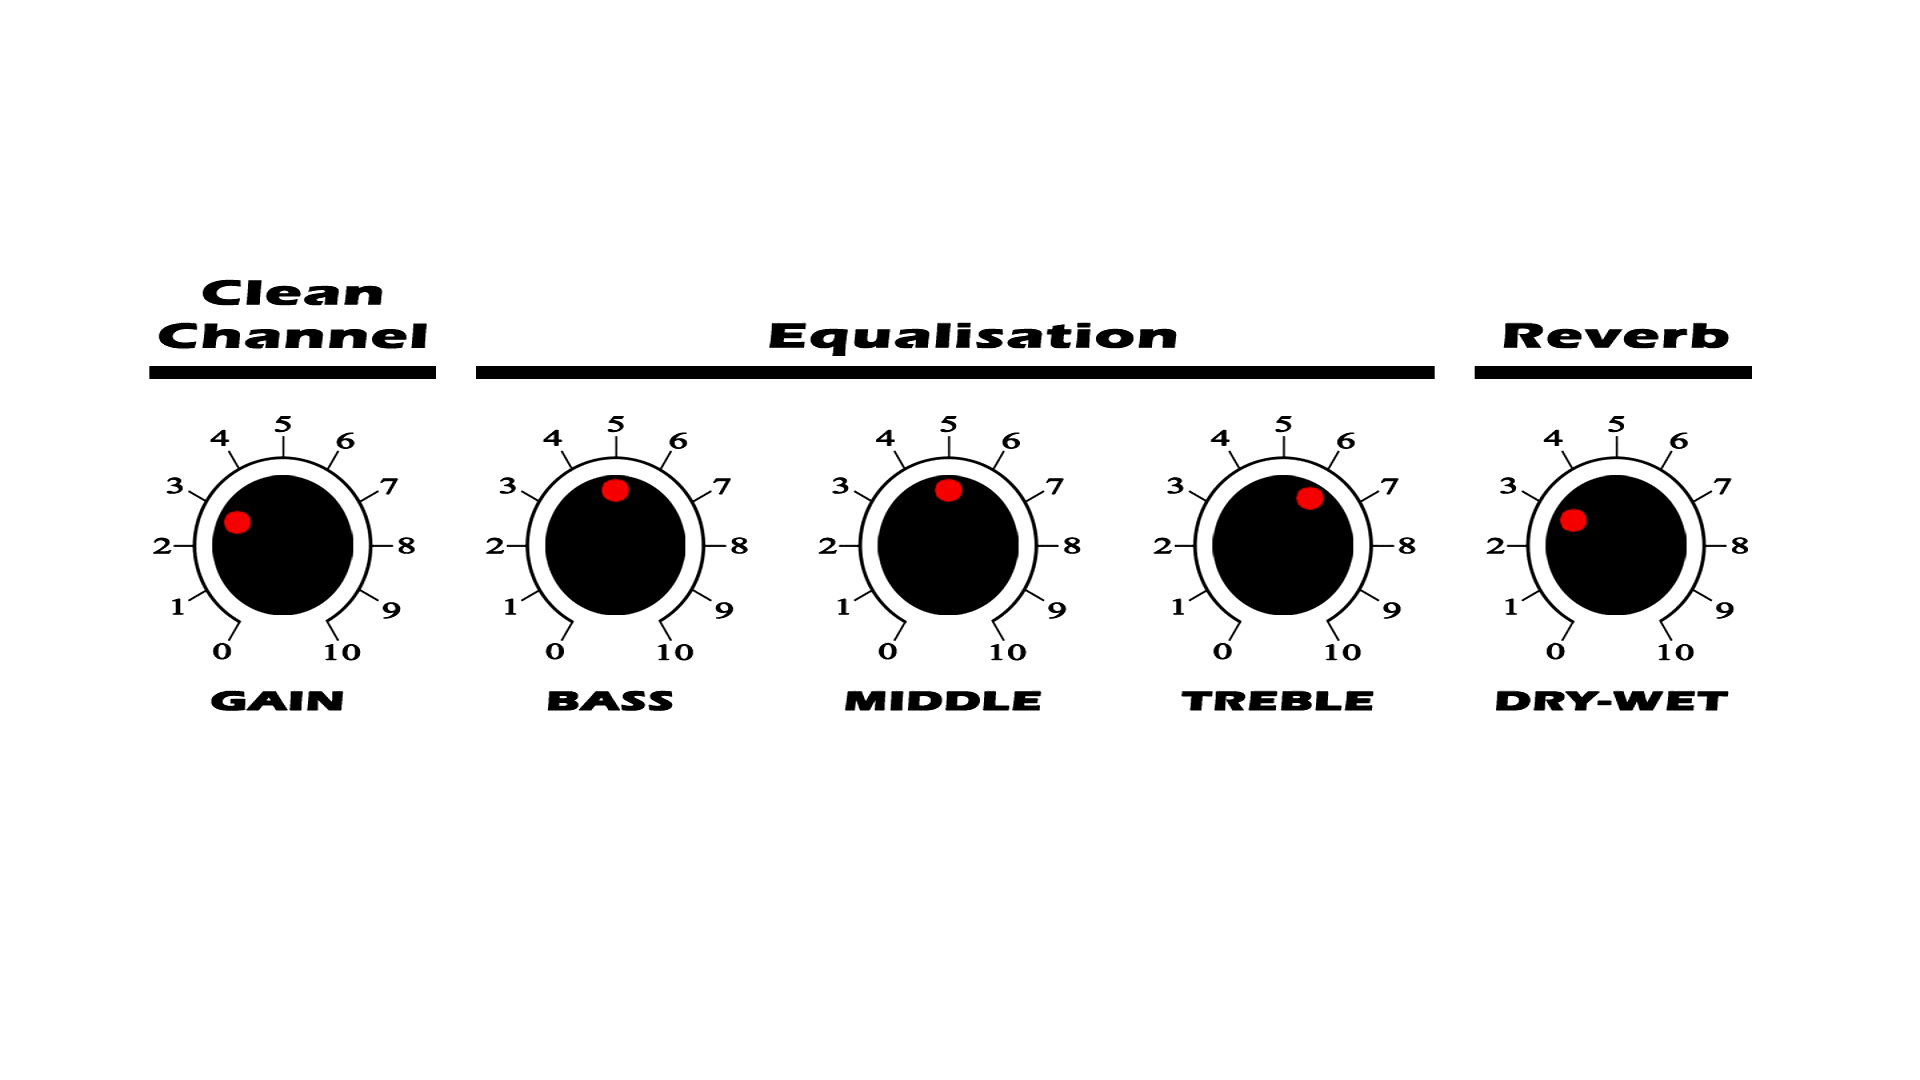 Clean
Channel
Equalisation
Reverb
5 5 5 5 5
4 6 4 6 4 6 4 6 4 6
3 7 3 7 3 7 3 7 3 7
2 8 2 8 2 8 2 8 2 8
1 9 1 9 1 9 1 9 1 9
0 10 0 10 0 10 0 10 0 10
GAIN BASS MIDDLE TREBLE DRY-WET